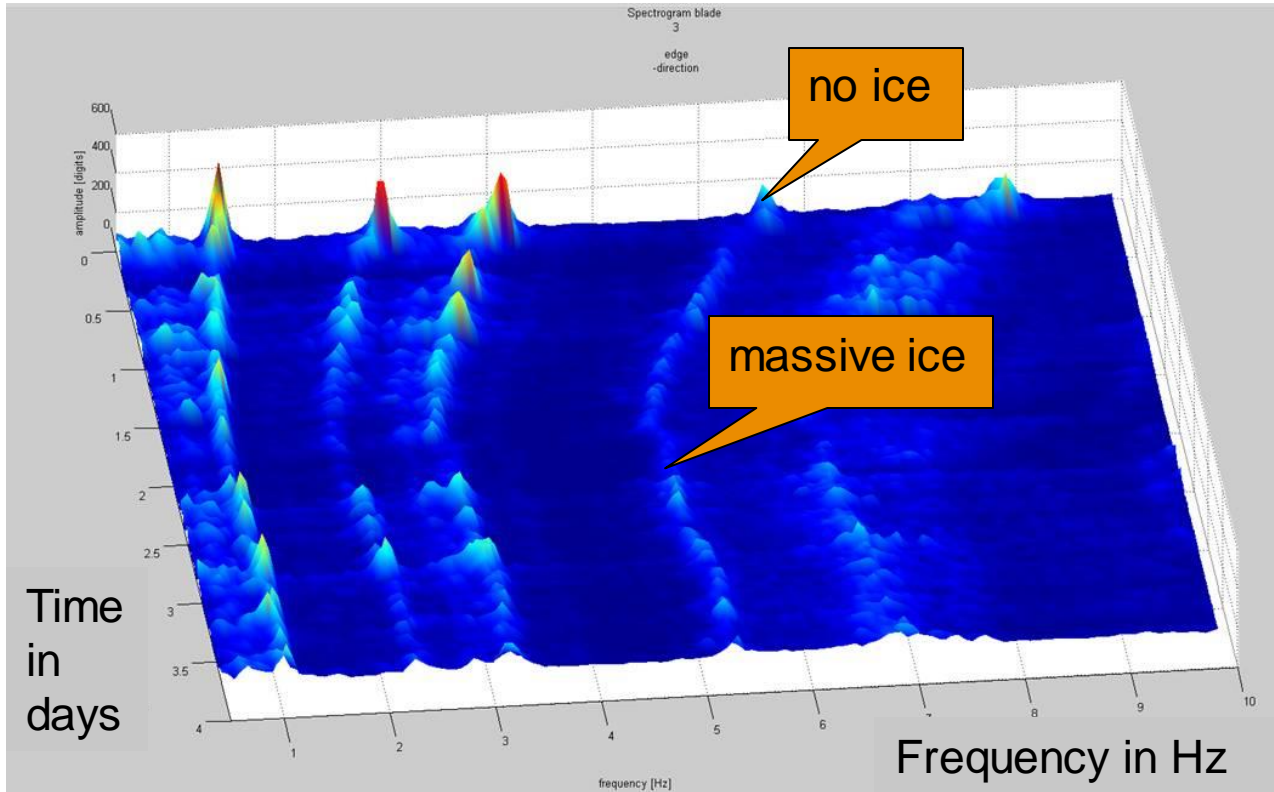 Spectrogram blade
3
edge
-direction
no ice
massive ice
600
400
200
0
amplitude [digits]
0
0.5
1
1.5
2
2.5
3
3.5
4
Time
in
days
1
2
3
4
5
6
7
8
9
10
Frequency in Hz
frequency [Hz]